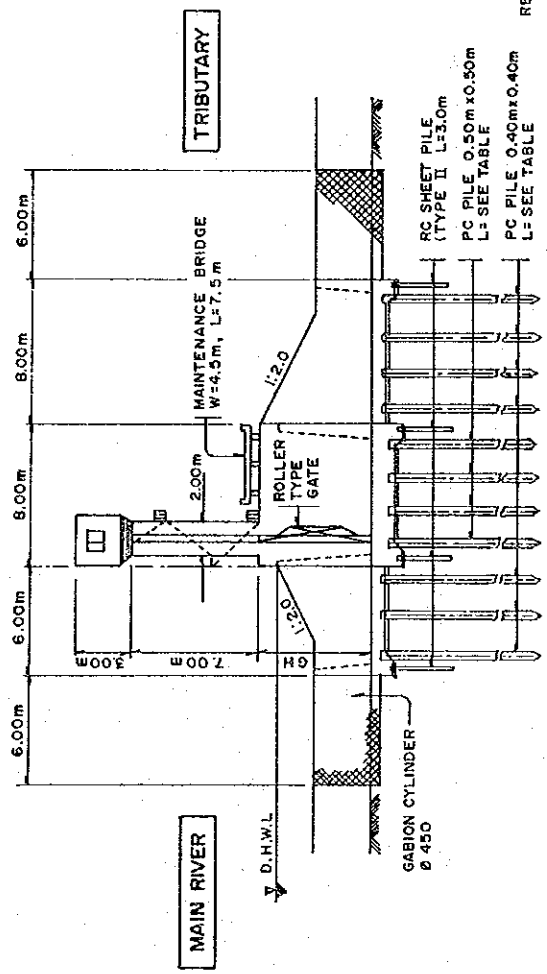 6.00m
6.00m
8.00m
8.00m
6.00m
MAIN RIVER
TRIBUTARY
MAINTENANCE BRIDGE
W=4.5m, L=7.5m
2.00m
3.00m
7.00m
GH
1:2.0
1:2.0
ROLLER
TYPE
GATE
D.H.W.L
GABION CYLINDER
Ø 450
RC SHEET PILE
(TYPE II L=3.0m
PC PILE 0.50m x 0.50m
L= SEE TABLE
PC PILE 0.40m x 0.40m
L= SEE TABLE